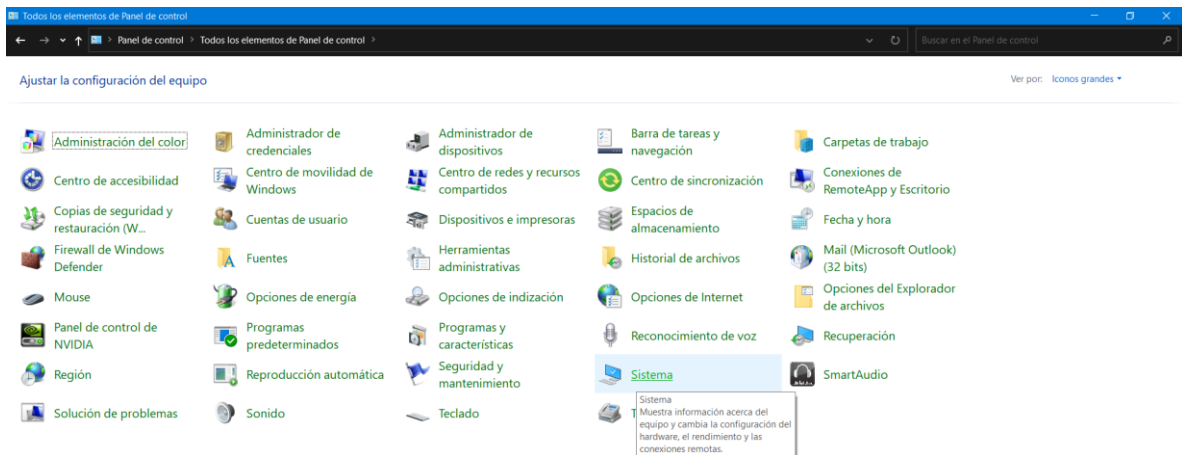 Todos los elementos de Panel de control
Panel de control > Todos los elementos de Panel de control >
Buscar en el Panel de control
Ajustar la configuración del equipo
Ver por: Iconos grandes
Administración del color
Administrador de
credenciales
Administrador de
dispositivos
Barra de tareas y
navegación
Carpetas de trabajo
Centro de accesibilidad
Centro de movilidad de
Windows
Centro de redes y recursos
compartidos
Centro de sincronización
Conexiones de
RemoteApp y Escritorio
Copias de seguridad y
restauración (W...
Cuentas de usuario
Dispositivos e impresoras
Espacios de
almacenamiento
Fecha y hora
Firewall de Windows
Defender
Fuentes
Herramientas
administrativas
Historial de archivos
Mail (Microsoft Outlook)
(32 bits)
Mouse
Opciones de energía
Opciones de indización
Opciones de Internet
Opciones del Explorador
de archivos
Panel de control de
NVIDIA
Programas
predeterminados
Programas y
características
Reconocimiento de voz
Recuperación
Región
Reproducción automática
Seguridad y
mantenimiento
Sistema
SmartAudio
Solución de problemas
Sonido
Teclado
T
Sistema
Muestra información acerca del
equipo y cambia la configuración del
hardware, el rendimiento y las
conexiones remotas.